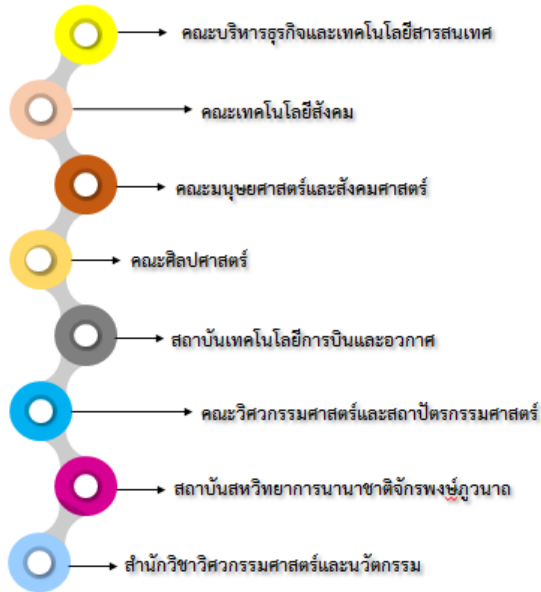 คณะบริหารธุรกิจและเทคโนโลยีสารสนเทศ
คณะเทคโนโลยีสังคม
คณะมนุษยศาสตร์และสังคมศาสตร์
คณะศิลปศาสตร์
สถาบันเทคโนโลยีการบินและอวกาศ
คณะวิศวกรรมศาสตร์และสถาปัตรกรรมศาสตร์
สถาบันสหวิทยาการนานาชาติจักรพงษ์ภูวนาถ
สำนักวิชาวิศวกรรมศาสตร์และนวัตกรรม